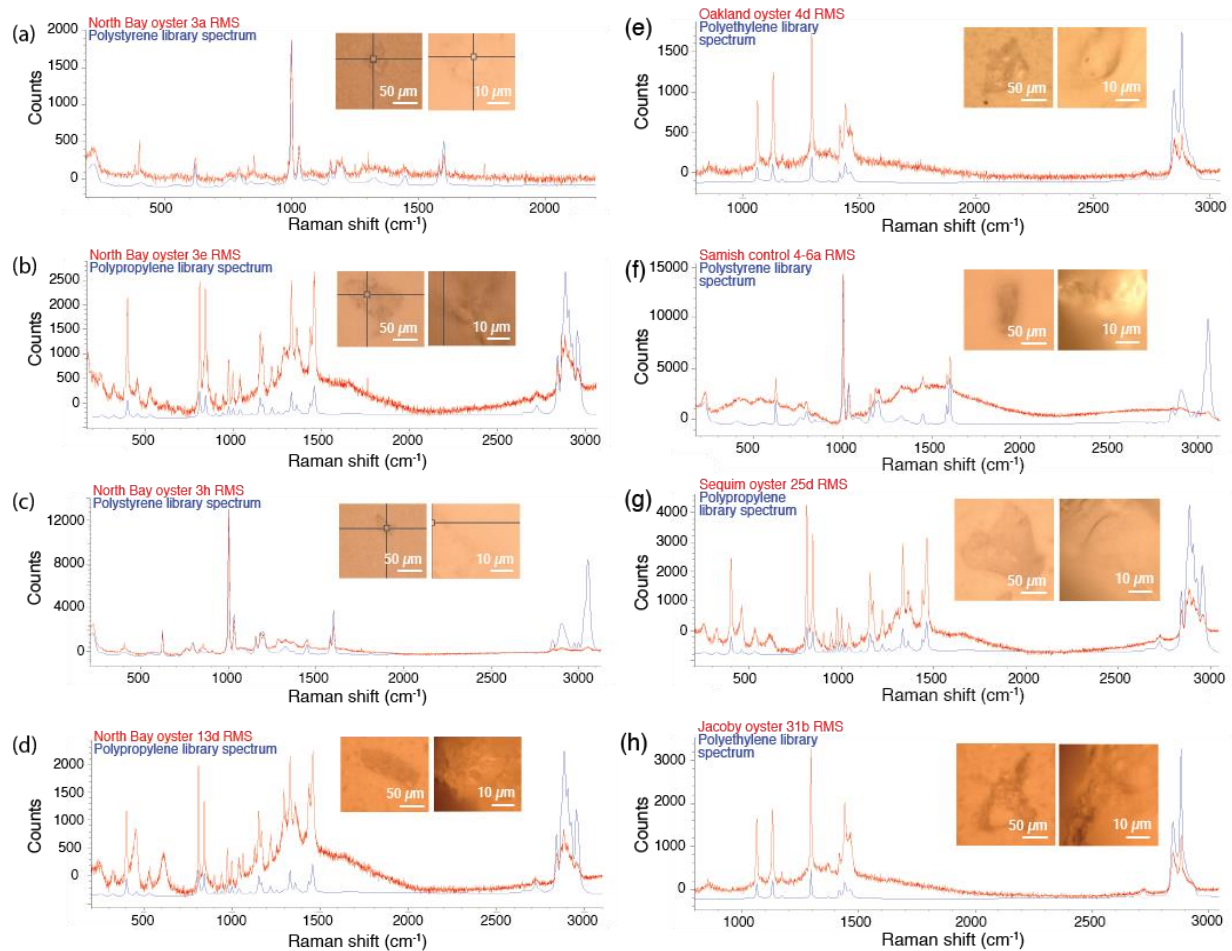 (a)
North Bay oyster 3a RMS
Polystyrene library spectrum
2000
1500
1000
500
0
Counts
50 µm
10 µm
500
1000
1500
2000
Raman shift (cm⁻¹)
(b)
North Bay oyster 3e RMS
Polypropylene library spectrum
2500
2000
1500
1000
500
0
Counts
50 µm
10 µm
500
1000
1500
2000
2500
3000
Raman shift (cm⁻¹)
(c)
North Bay oyster 3h RMS
Polystyrene library spectrum
12000
8000
4000
0
Counts
50 µm
10 µm
500
1000
1500
2000
2500
3000
Raman shift (cm⁻¹)
(d)
North Bay oyster 13d RMS
Polypropylene library spectrum
2000
1500
1000
500
0
Counts
50 µm
10 µm
500
1000
1500
2000
2500
3000
Raman shift (cm⁻¹)
(e)
Oakland oyster 4d RMS
Polyethylene library
spectrum
1500
1000
500
0
Counts
50 µm
10 µm
1000
1500
2000
2500
3000
Raman shift (cm⁻¹)
(f)
Samish control 4-6a RMS
Polystyrene library
spectrum
15000
10000
5000
0
Counts
50 µm
10 µm
500
1000
1500
2000
2500
3000
Raman shift (cm⁻¹)
(g)
Sequim oyster 25d RMS
Polypropylene
library spectrum
4000
3000
2000
1000
0
Counts
50 µm
10 µm
500
1000
1500
2000
2500
3000
Raman shift (cm⁻¹)
(h)
Jacoby oyster 31b RMS
Polyethylene library
spectrum
3000
2000
1000
0
Counts
50 µm
10 µm
1000
1500
2000
2500
3000
Raman shift (cm⁻¹)